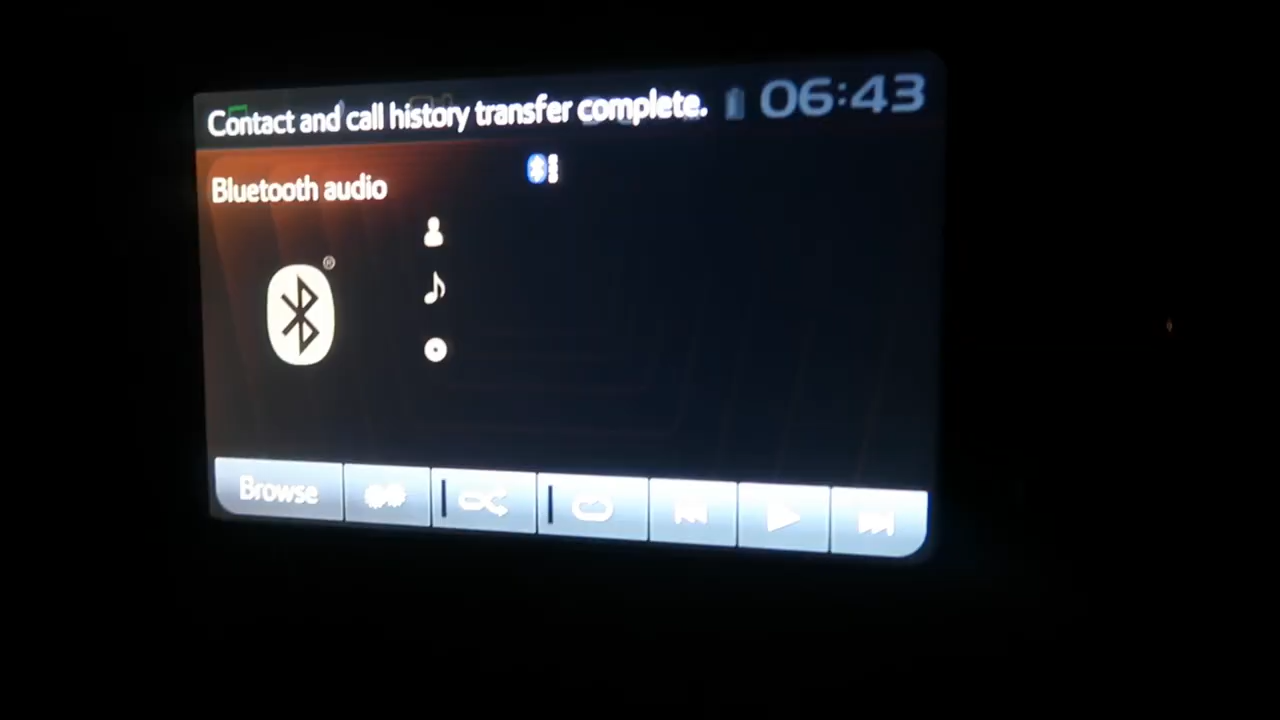 Contact and call history transfer complete.
06:43
Bluetooth audio
®
Browse